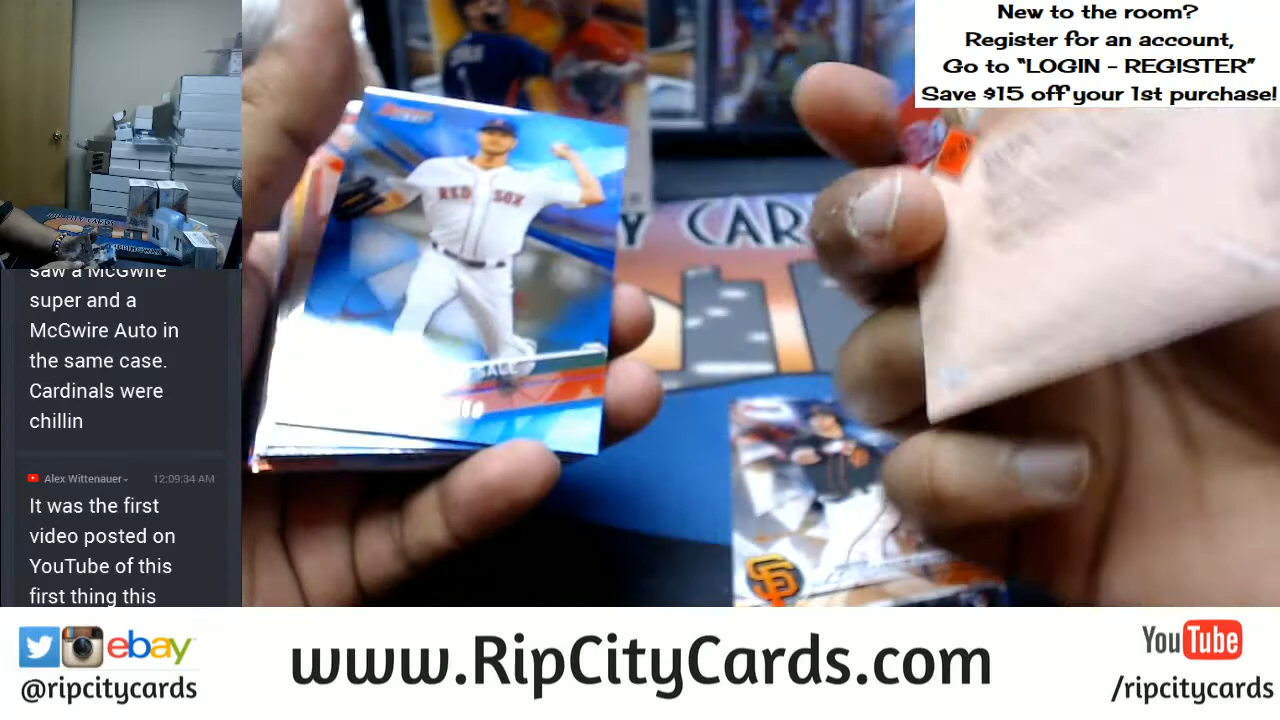 New to the room?
Register for an account,
Go to “LOGIN - REGISTER”
Save $15 off your 1st purchase!
saw a McGwire
super and a
McGwire Auto in
the same case.
Cardinals were
chillin
Alex Wittenauer 12:09:34 AM
It was the first
video posted on
YouTube of this
first thing this
RED SOX
SALE
Y CAR
SF
ebay
@ripcitycards
www.RipCityCards.com
YouTube
/ripcitycards